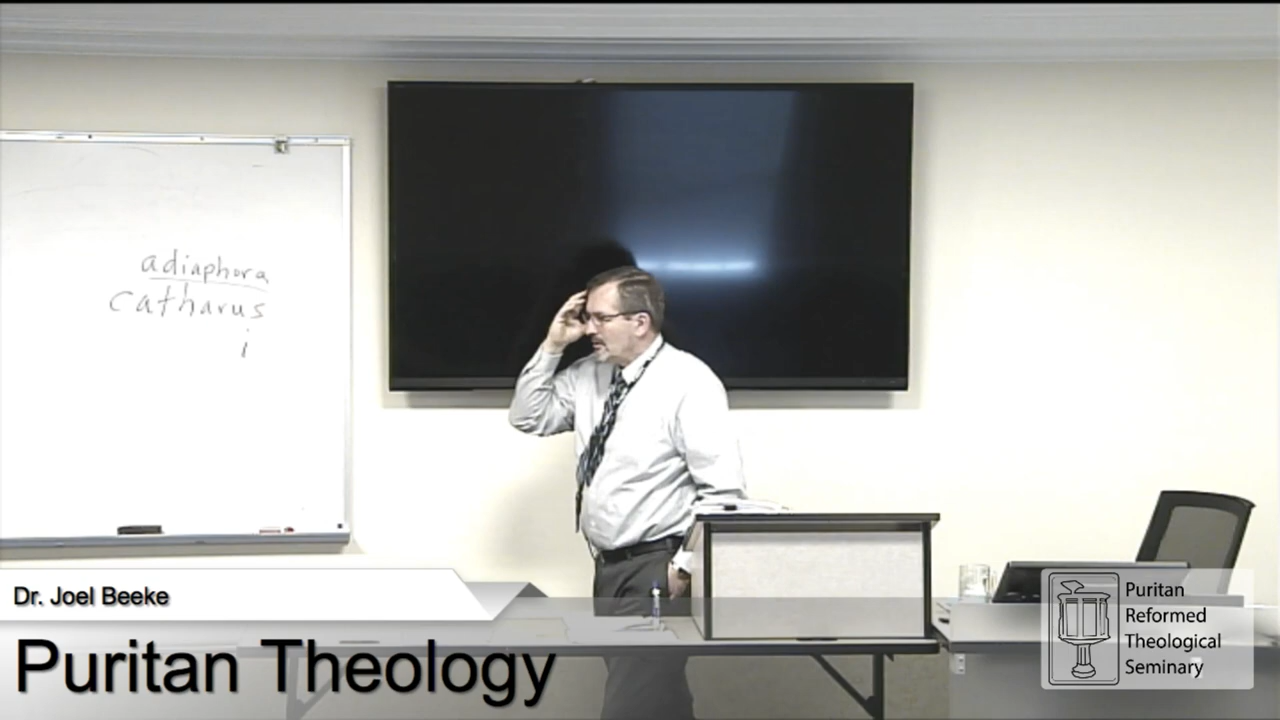 adiaphora
catharus
i
Dr. Joel Beeke
Puritan Theology
Puritan
Reformed
Theological
Seminary